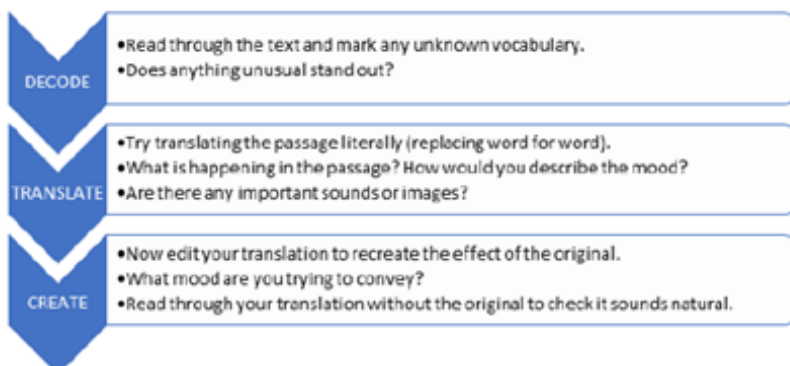 DECODE
•Read through the text and mark any unknown vocabulary.
•Does anything unusual stand out?
TRANSLATE
•Try translating the passage literally (replacing word for word).
•What is happening in the passage? How would you describe the mood?
•Are there any important sounds or images?
CREATE
•Now edit your translation to recreate the effect of the original.
•What mood are you trying to convey?
•Read through your translation without the original to check it sounds natural.